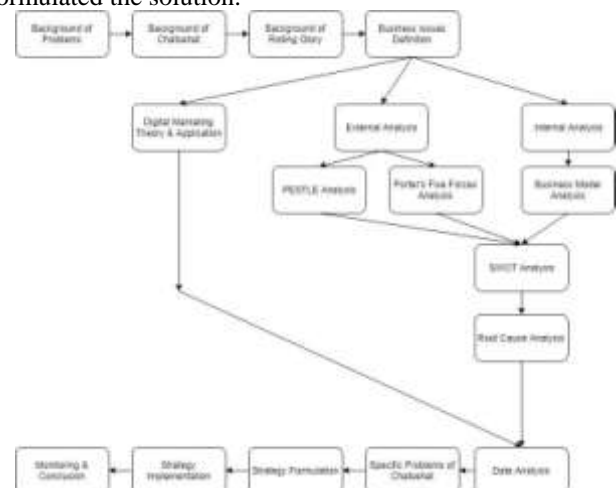 ormulated the solution.
Background of
Problems
Background of
Chatbahat
Background of
Rolling Glory
Business Issues
Definition
Digital Marketing
Theory & Application
External Analysis
Internal Analysis
PESTLE Analysis
Porter's Five Forces
Analysis
Business Model
Analysis
SWOT Analysis
Root Cause Analysis
Monitoring &
Conclusion
Strategy
Implementation
Strategy Formulation
Specific Problems of
Data Analysis